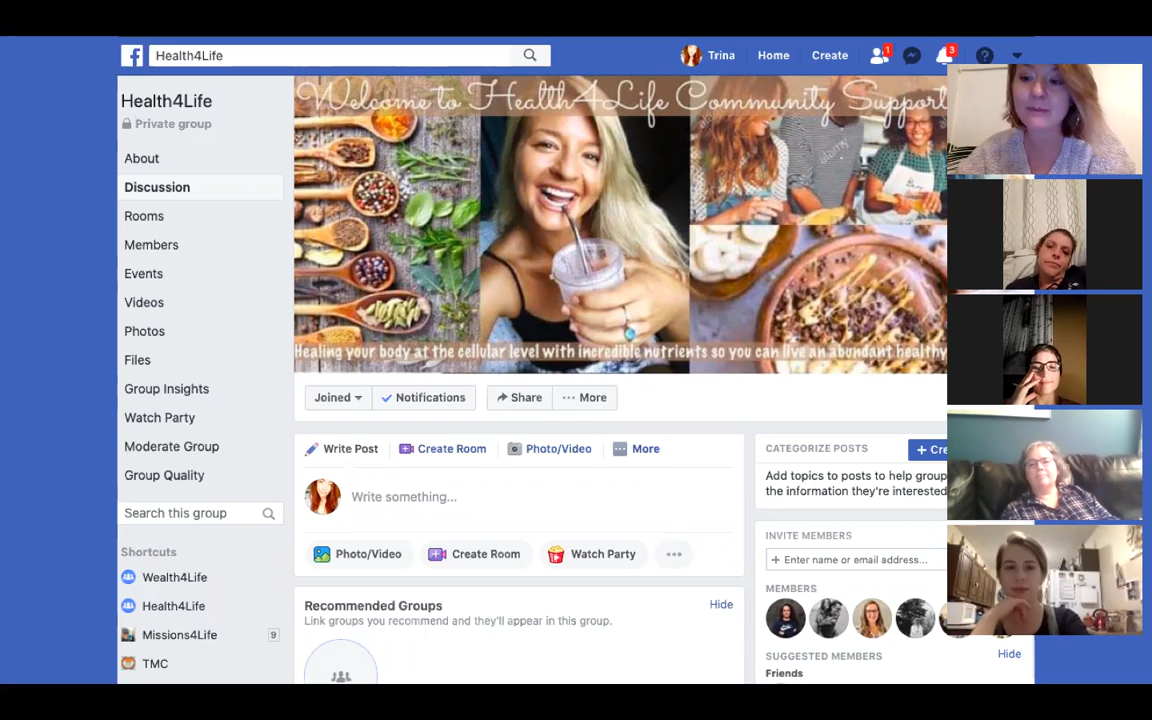 Health4Life
Trina
Home
Create
1
3
Health4Life
Private group
About
Discussion
Rooms
Members
Events
Videos
Photos
Files
Group Insights
Watch Party
Moderate Group
Group Quality
Search this group
Shortcuts
Wealth4Life
Health4Life
Missions4Life 9
TMC
Welcome to Health4Life Community Support
Healing your body at the cellular level with incredible nutrients so you can live an abundant healthy
Joined
Notifications
Share
More
Write Post
Create Room
Photo/Video
More
Write something...
Photo/Video
Create Room
Watch Party
Recommended Groups
Hide
Link groups you recommend and they'll appear in this group.
CATEGORIZE POSTS
+ Cre
Add topics to posts to help group
the information they're interested
INVITE MEMBERS
+ Enter name or email address...
MEMBERS
SUGGESTED MEMBERS
Hide
Friends